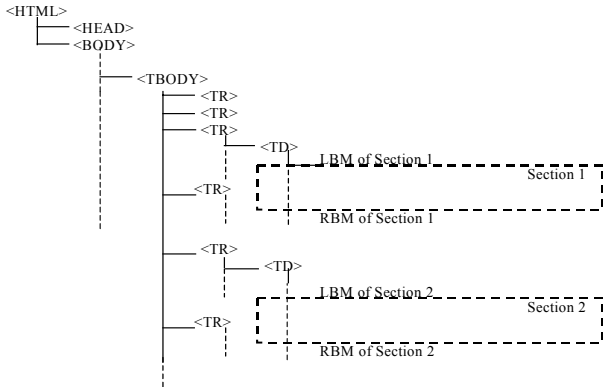 <HTML>
<HEAD>
<BODY>
<TBODY>
<TR>
<TR>
<TR>
<TD>
LBM of Section 1
Section 1
<TR>
RBM of Section 1
<TR>
<TD>
LBM of Section 2
Section 2
<TR>
RBM of Section 2